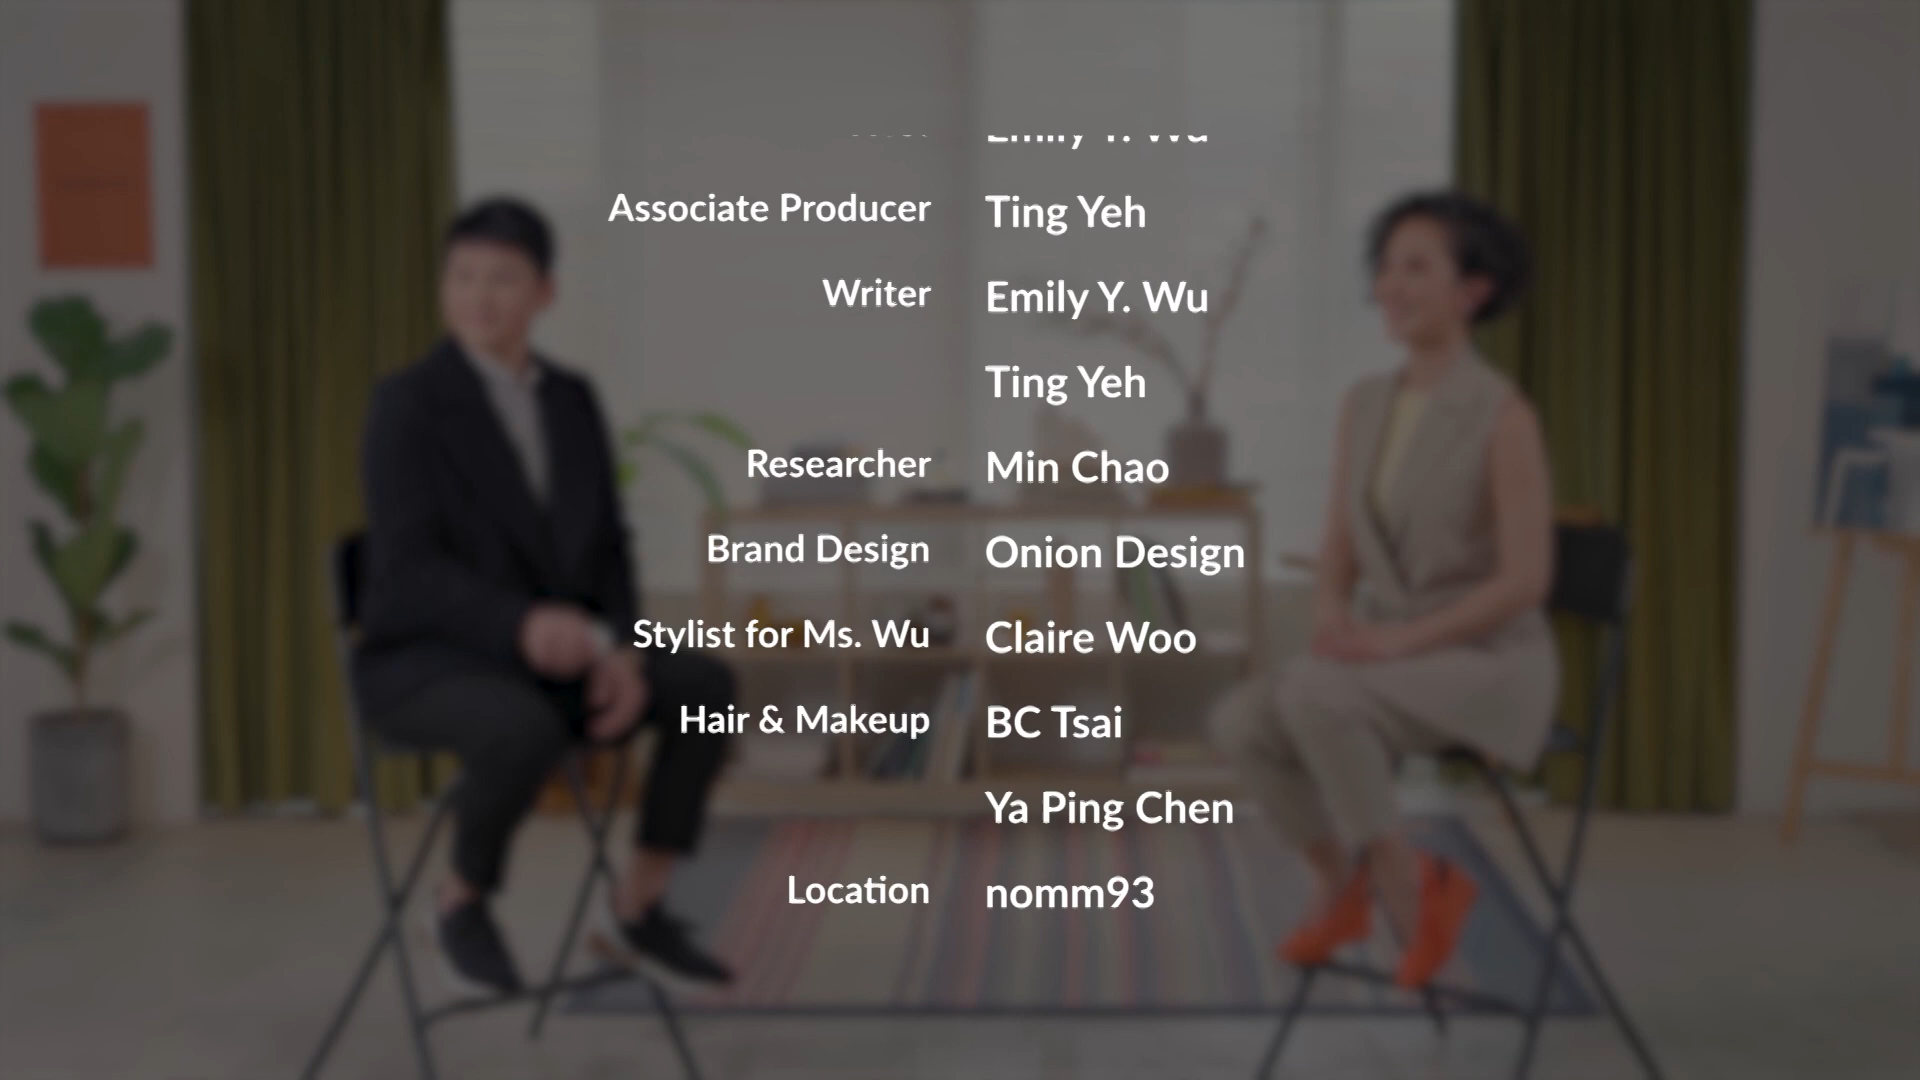 Associate Producer Ting Yeh
Writer Emily Y. Wu
Ting Yeh
Researcher Min Chao
Brand Design Onion Design
Stylist for Ms. Wu Claire Woo
Hair & Makeup BC Tsai
Ya Ping Chen
Location nomm93